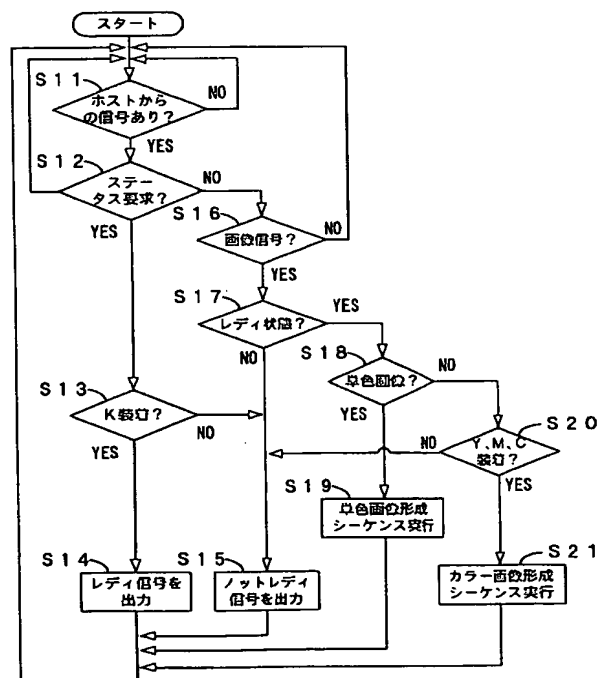 スタート
S11
ホストから
の信号あり?
NO
YES
S12
ステー
タス要求?
NO
YES
S16
画像信号?
NO
YES
S17
レディ状態?
YES
NO
S18
単色画像?
NO
YES
S13
K装着?
NO
YES
S20
Y、M、C
装着?
NO
YES
S19
単色画像形成
シーケンス実行
S14
レディ信号を
出力
S15
ノットレディ
信号を出力
S21
カラー画像形成
シーケンス実行